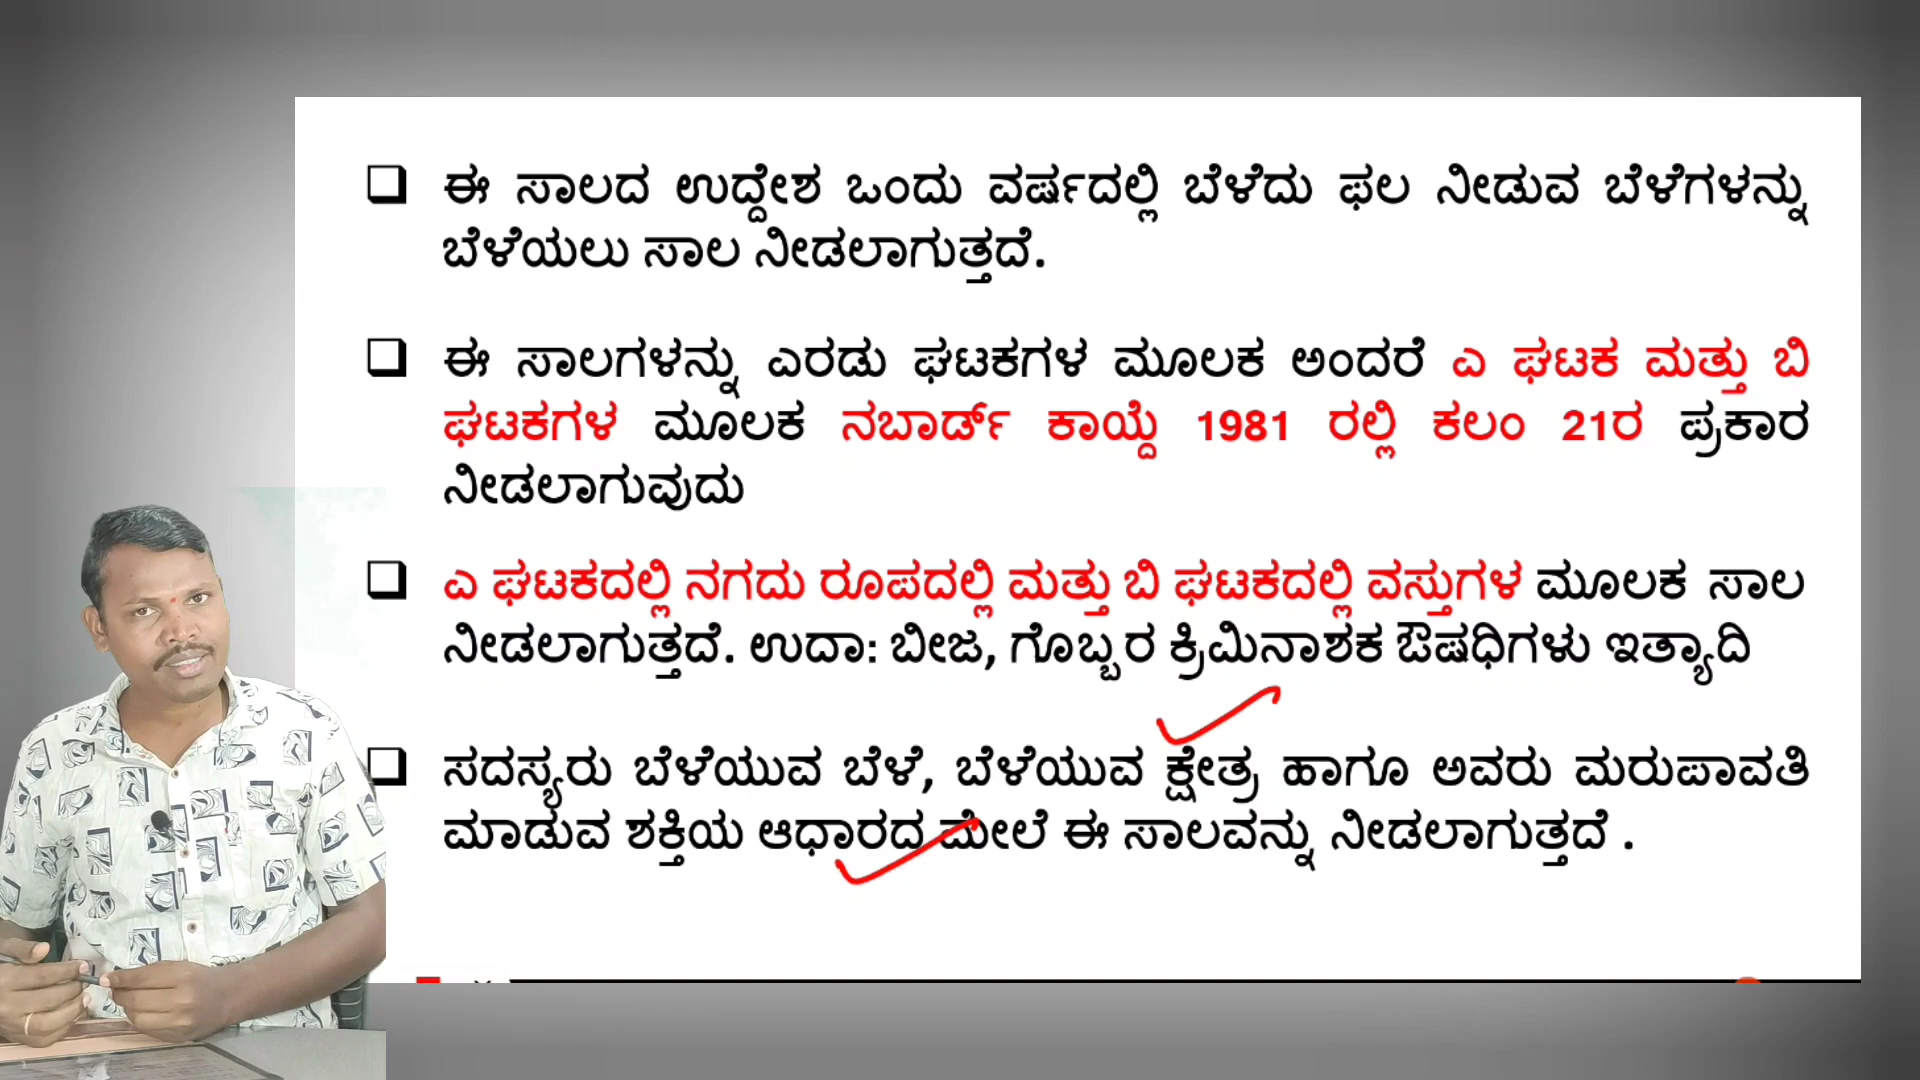 ಈ ಸಾಲದ ಉದ್ದೇಶ ಒಂದು ವರ್ಷದಲ್ಲಿ ಬೆಳೆದು ಫಲ ನೀಡುವ ಬೆಳೆಗಳನ್ನು
ಬೆಳೆಯಲು ಸಾಲ ನೀಡಲಾಗುತ್ತದೆ.
ಈ ಸಾಲಗಳನ್ನು ಎರಡು ಘಟಕಗಳ ಮೂಲಕ ಅಂದರೆ ಎ ಘಟಕ ಮತ್ತು ಬಿ
ಘಟಕಗಳ ಮೂಲಕ ನಬಾರ್ಡ್ ಕಾಯ್ದೆ 1981 ರಲ್ಲಿ ಕಲಂ 21ರ ಪ್ರಕಾರ
ನೀಡಲಾಗುವುದು
ಎ ಘಟಕದಲ್ಲಿ ನಗದು ರೂಪದಲ್ಲಿ ಮತ್ತು ಬಿ ಘಟಕದಲ್ಲಿ ವಸ್ತುಗಳ ಮೂಲಕ ಸಾಲ
ನೀಡಲಾಗುತ್ತದೆ. ಉದಾ: ಬೀಜ, ಗೊಬ್ಬರ ಕ್ರಿಮಿನಾಶಕ ಔಷಧಿಗಳು ಇತ್ಯಾದಿ
ಸದಸ್ಯರು ಬೆಳೆಯುವ ಬೆಳೆ, ಬೆಳೆಯುವ ಕ್ಷೇತ್ರ ಹಾಗೂ ಅವರು ಮರುಪಾವತಿ
ಮಾಡುವ ಶಕ್ತಿಯ ಆಧಾರದ ಮೇಲೆ ಈ ಸಾಲವನ್ನು ನೀಡಲಾಗುತ್ತದೆ .